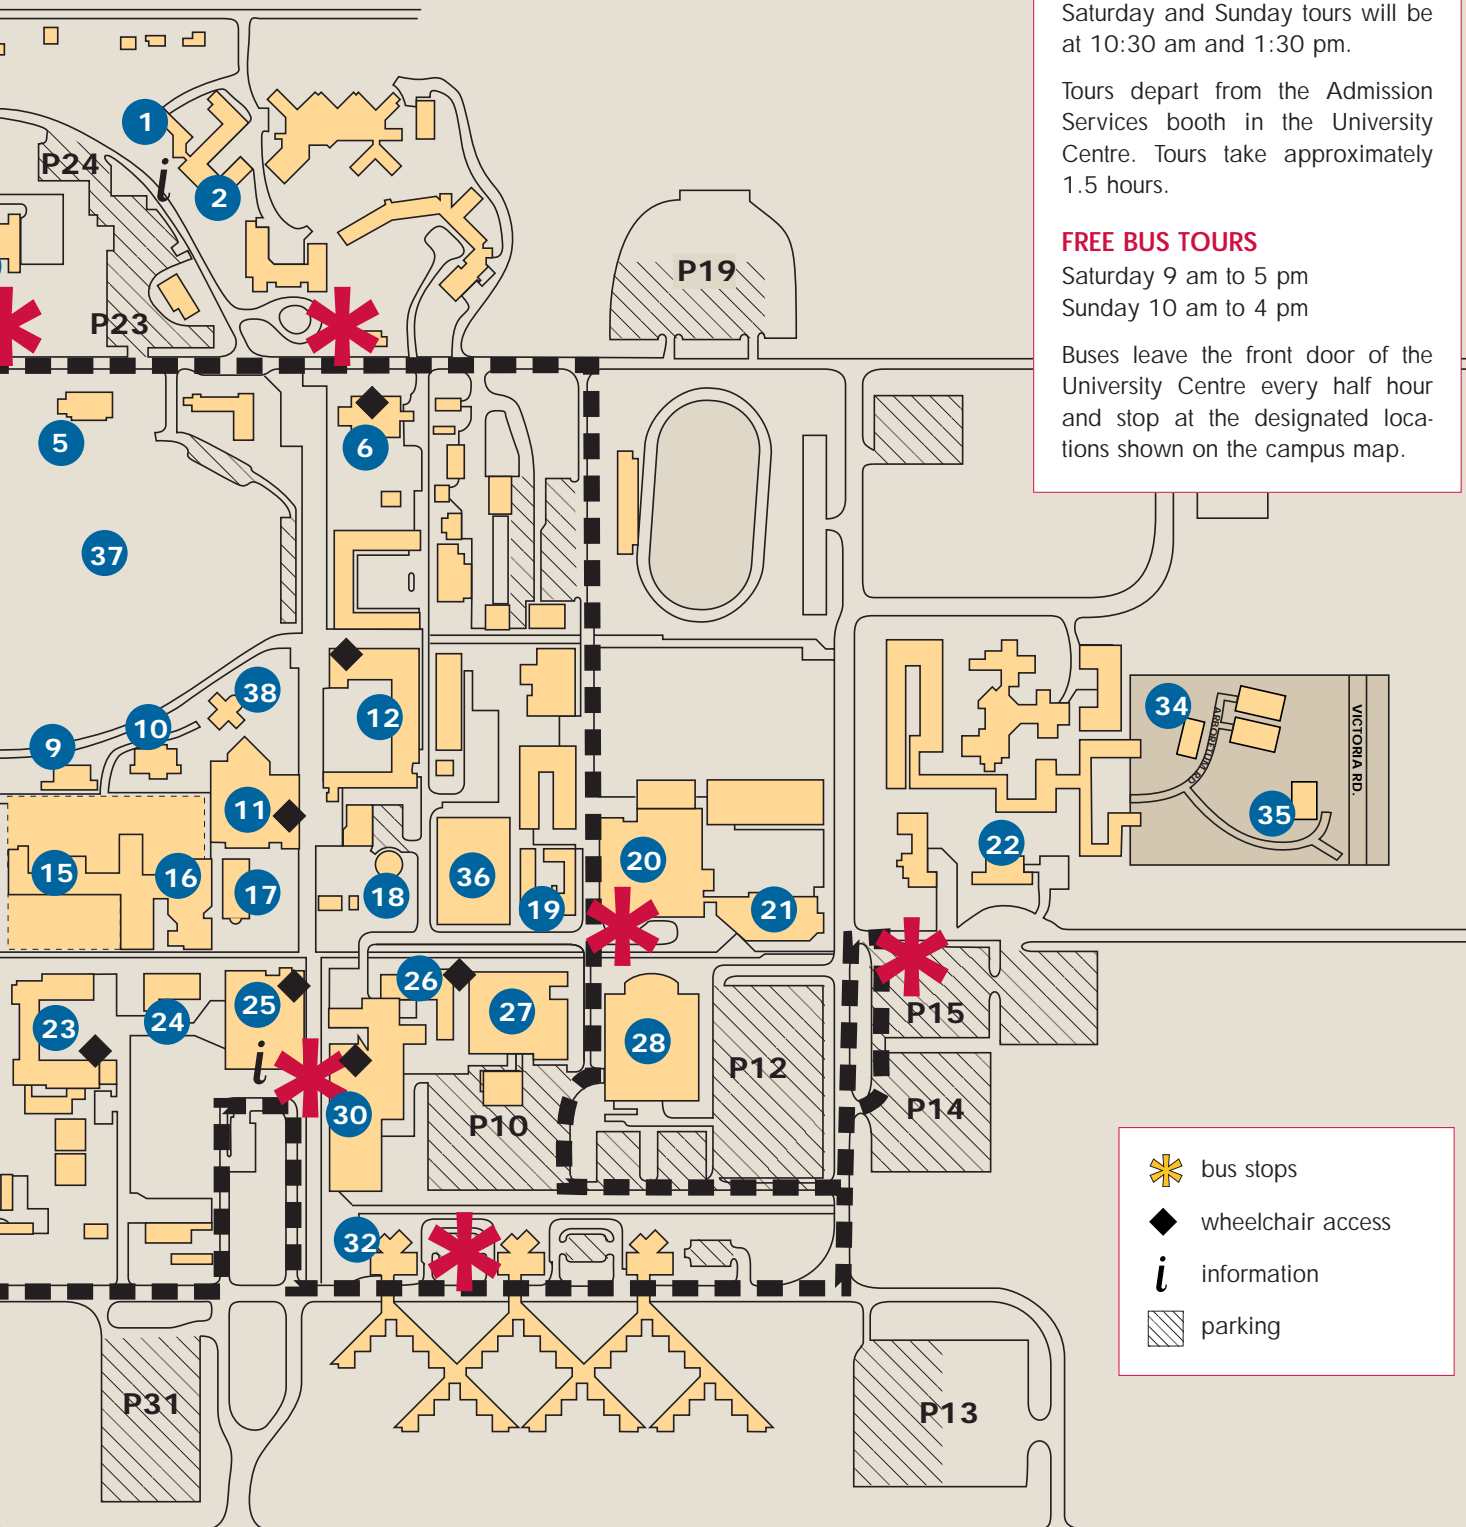 Saturday and Sunday tours will be
at 10:30 am and 1:30 pm.
Tours depart from the Admission
Services booth in the University
Centre. Tours take approximately
1.5 hours.
FREE BUS TOURS
Saturday 9 am to 5 pm
Sunday 10 am to 4 pm
Buses leave the front door of the
University Centre every half hour
and stop at the designated loca-
tions shown on the campus map.
1
P24
i
2
P19
P23
5
6
37
38
34
9
10
12
ARBORETUM RD.
VICTORIA RD.
11
35
15
16
17
18
36
19
20
21
22
23
24
25
26
27
28
P15
i
P12
30
P10
P14
32
P31
P13
bus stops
wheelchair access
i information
parking